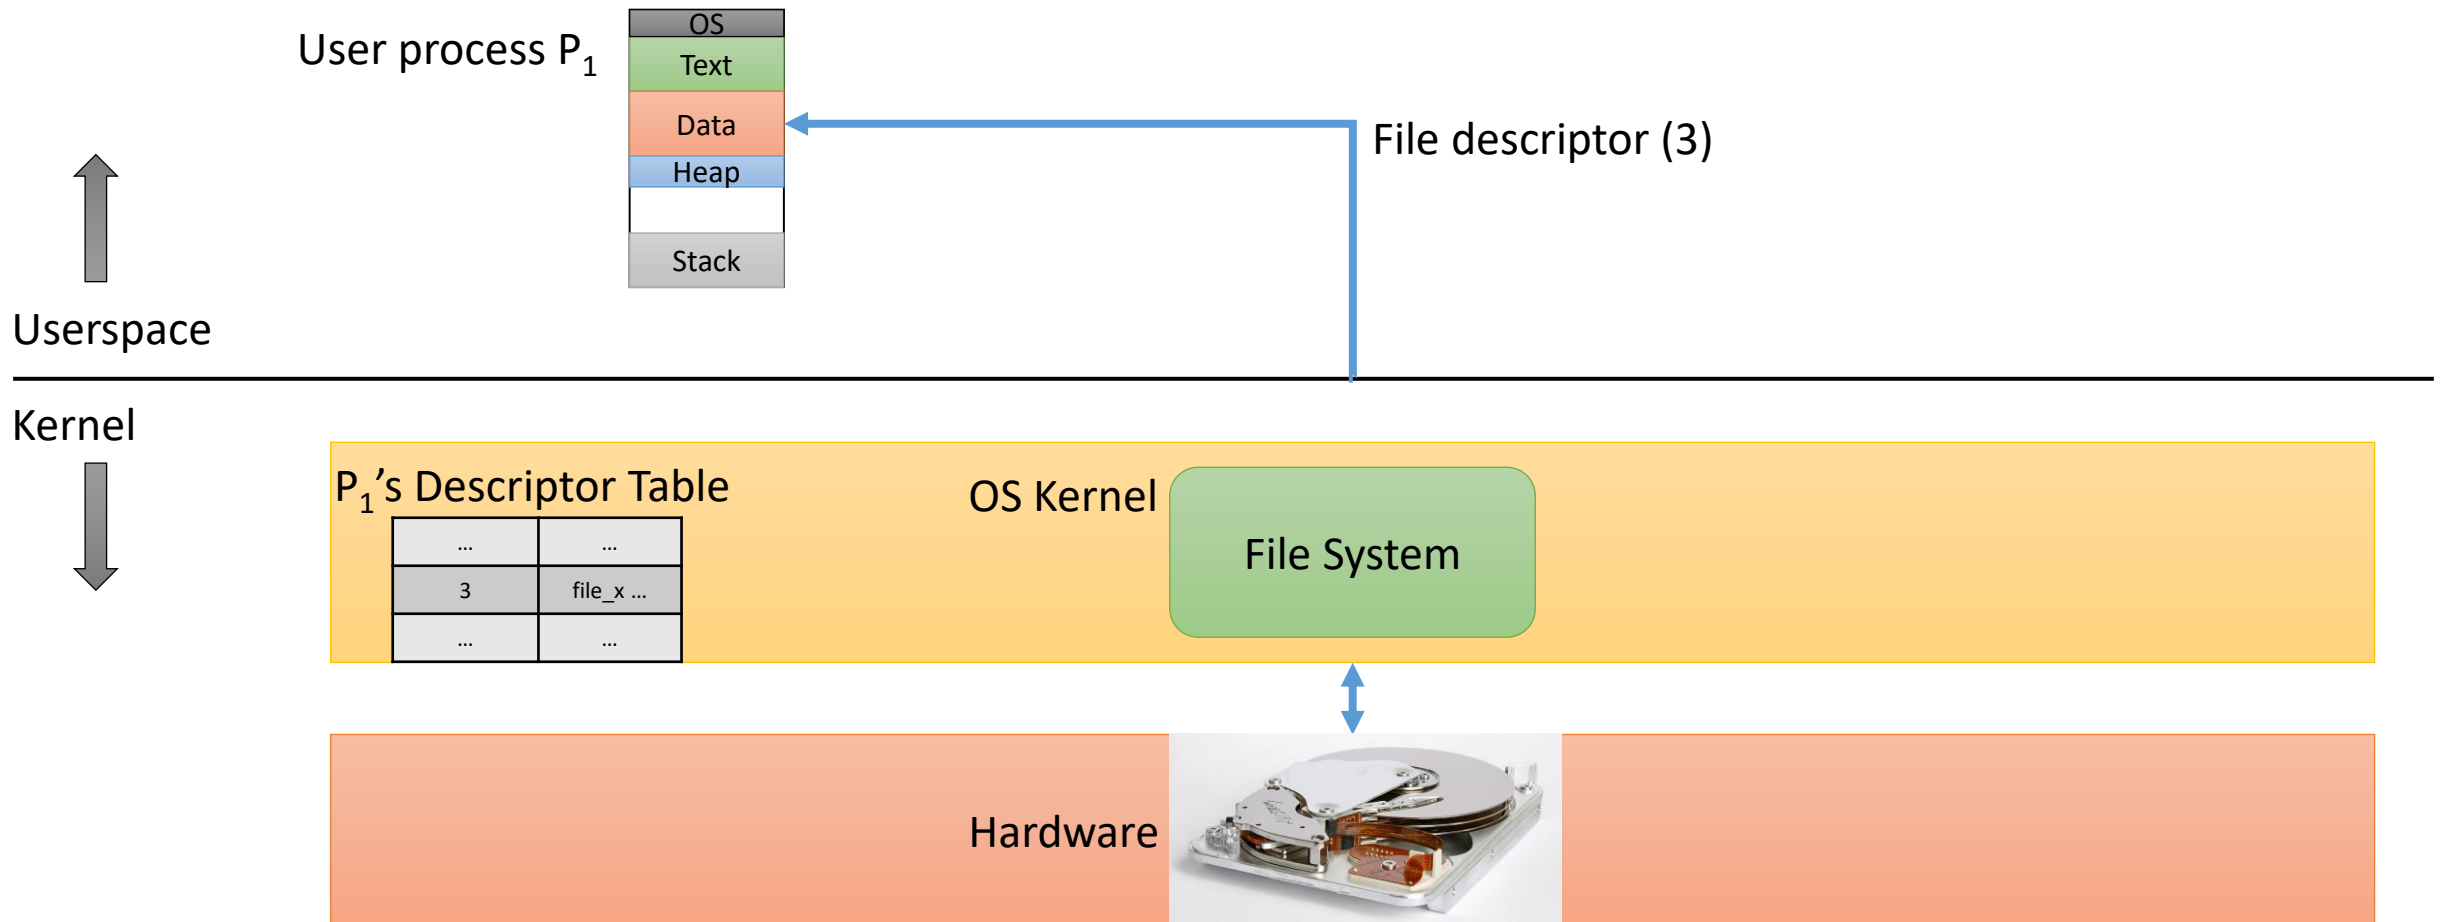 OS
User process P₁
Text
Data
File descriptor (3)
Heap
Stack
Userspace
Kernel
P₁’s Descriptor Table
OS Kernel
... ...
File System
3 file_x ...
... ...
Hardware